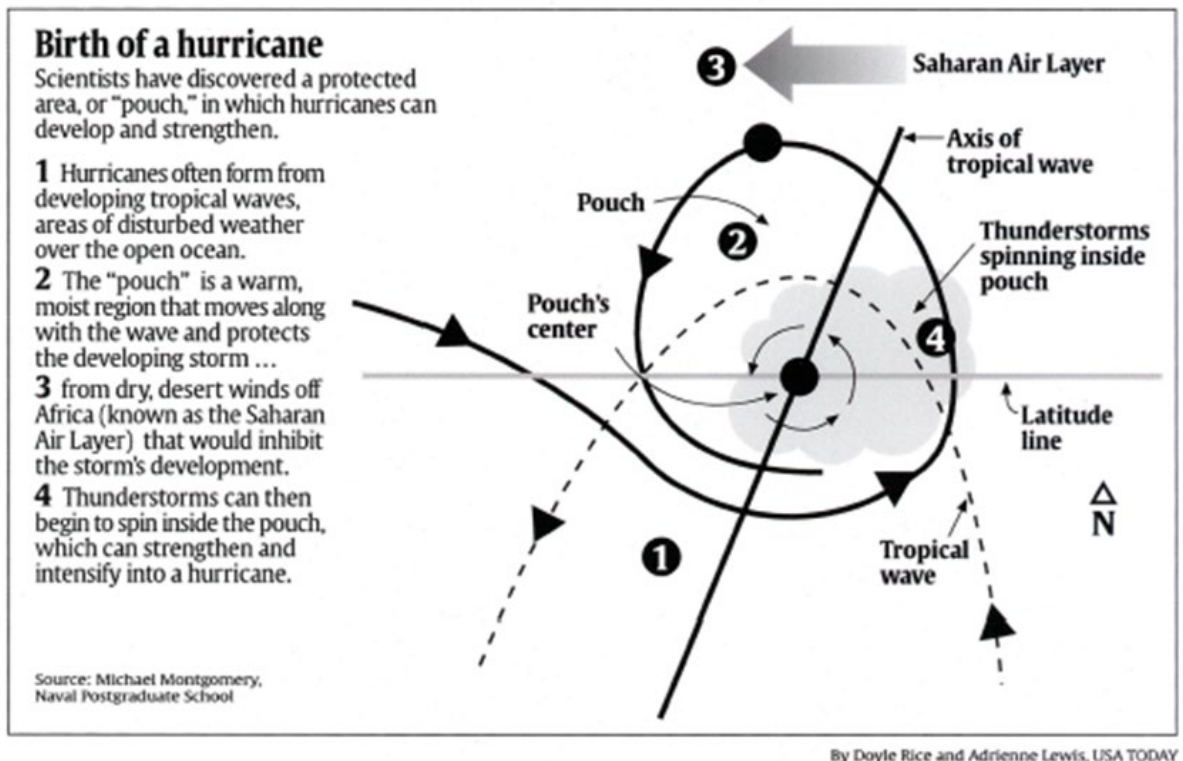 Birth of a hurricane
Scientists have discovered a protected
area, or “pouch,” in which hurricanes can
develop and strengthen.
1 Hurricanes often form from
developing tropical waves,
areas of disturbed weather
over the open ocean.
2 The “pouch” is a warm,
moist region that moves along
with the wave and protects
the developing storm ...
3 from dry, desert winds off
Africa (known as the Saharan
Air Layer) that would inhibit
the storm’s development.
4 Thunderstorms can then
begin to spin inside the pouch,
which can strengthen and
intensify into a hurricane.
Source: Michael Montgomery,
Naval Postgraduate School
3
Saharan Air Layer
Axis of
tropical wave
Pouch
2
Thunderstorms
spinning inside
pouch
Pouch’s
center
4
Latitude
line
N
Tropical
wave
1
By Doyle Rice and Adrienne Lewis, USA TODAY